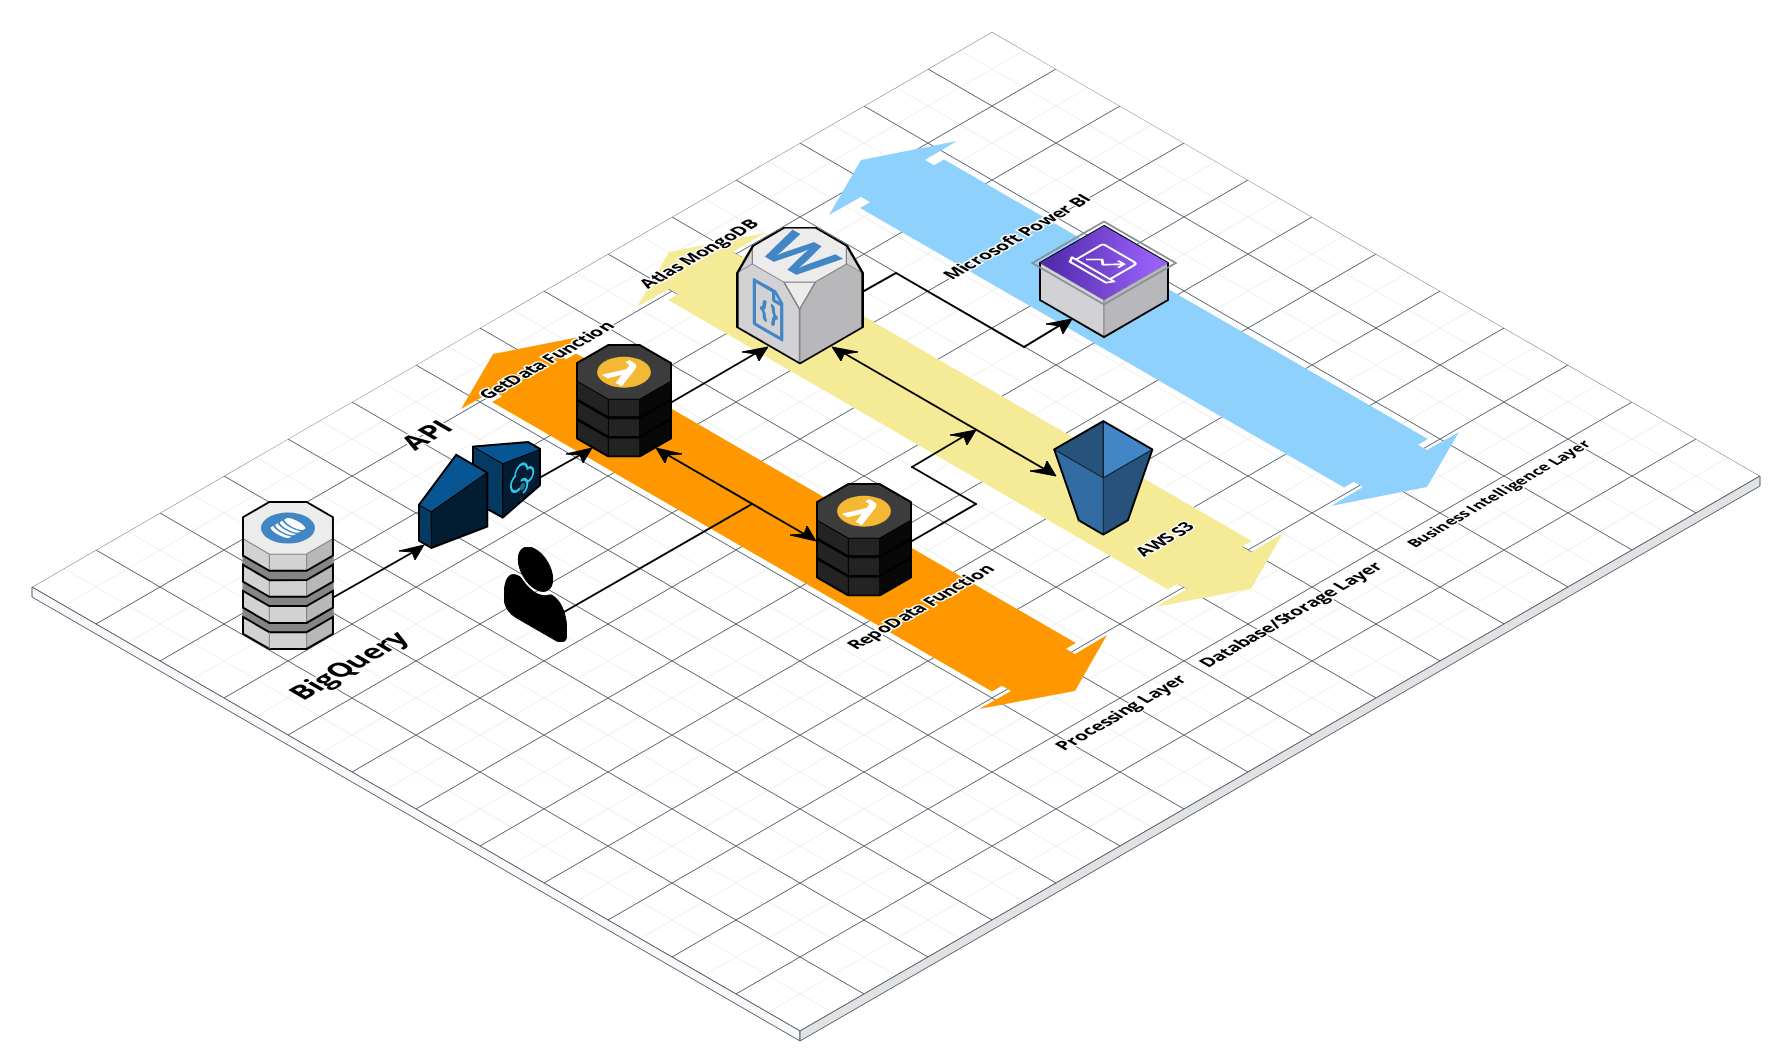 Microsoft Power BI
Atlas MongoDB
W
GetData Function
API
BigQuery
AWS S3
RepoData Function
Business Intelligence Layer
Database/Storage Layer
Processing Layer